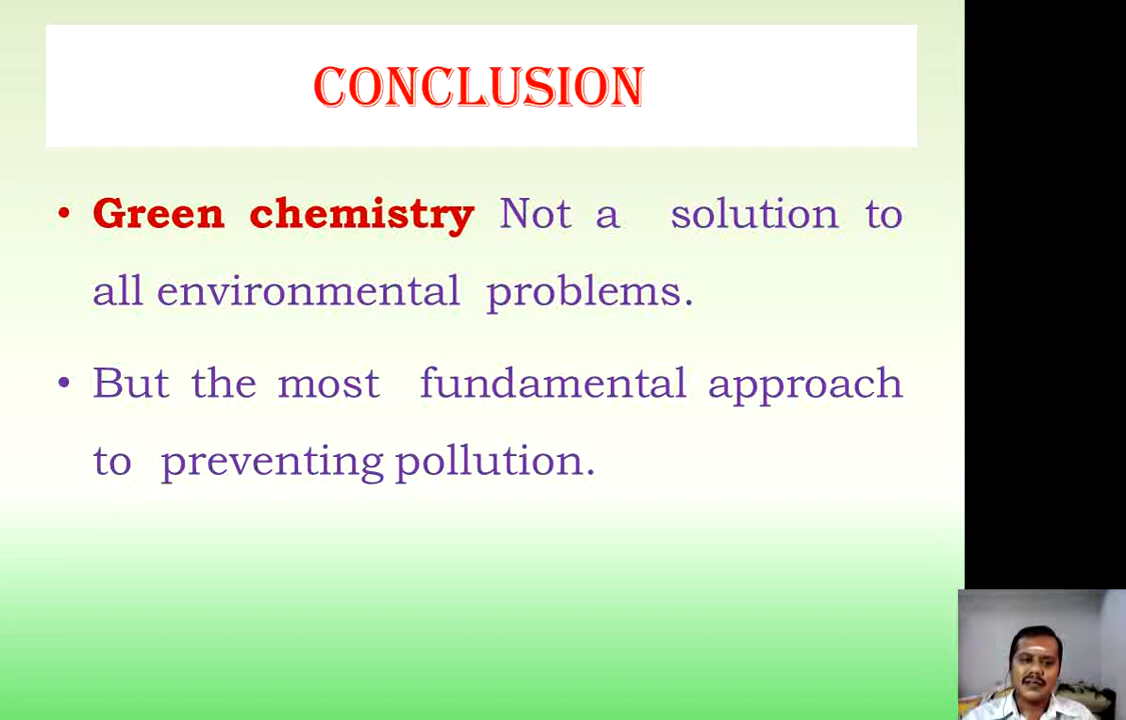 CONCLUSION
• Green chemistry Not a solution to
all environmental problems.
• But the most fundamental approach
to preventing pollution.